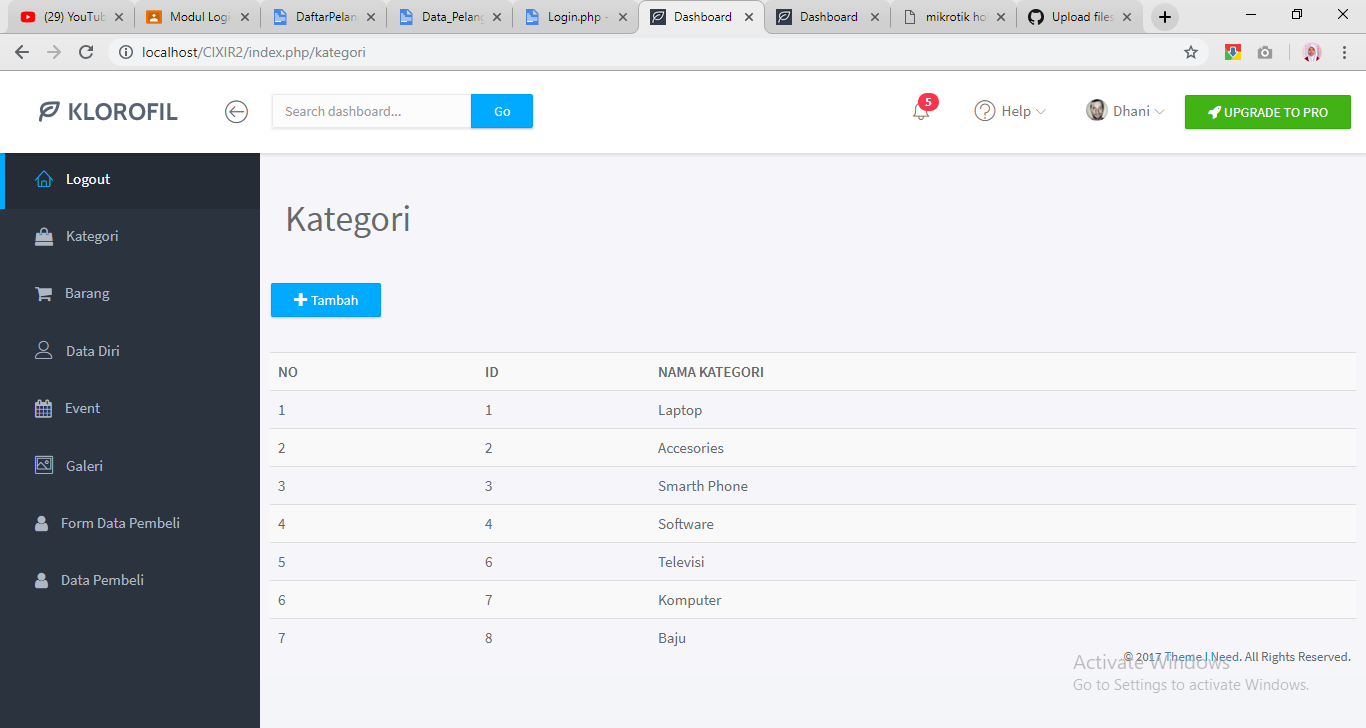 (29) YouTub
Modul Logi
DaftarPelan
Data_Pelang
Login.php -
Dashboard
Dashboard
mikrotik ho
Upload files
localhost/CIXIR2/index.php/kategori
KLOROFIL
Search dashboard...
Go
5
Help
Dhani
UPGRADE TO PRO
Logout
Kategori
Barang
Data Diri
Event
Galeri
Form Data Pembeli
Data Pembeli
Kategori
Tambah
NO ID NAMA KATEGORI
1 1 Laptop
2 2 Accesories
3 3 Smarth Phone
4 4 Software
5 6 Televisi
6 7 Komputer
7 8 Baju
© 2017 Theme I Need. All Rights Reserved.
Activate Windows
Go to Settings to activate Windows.